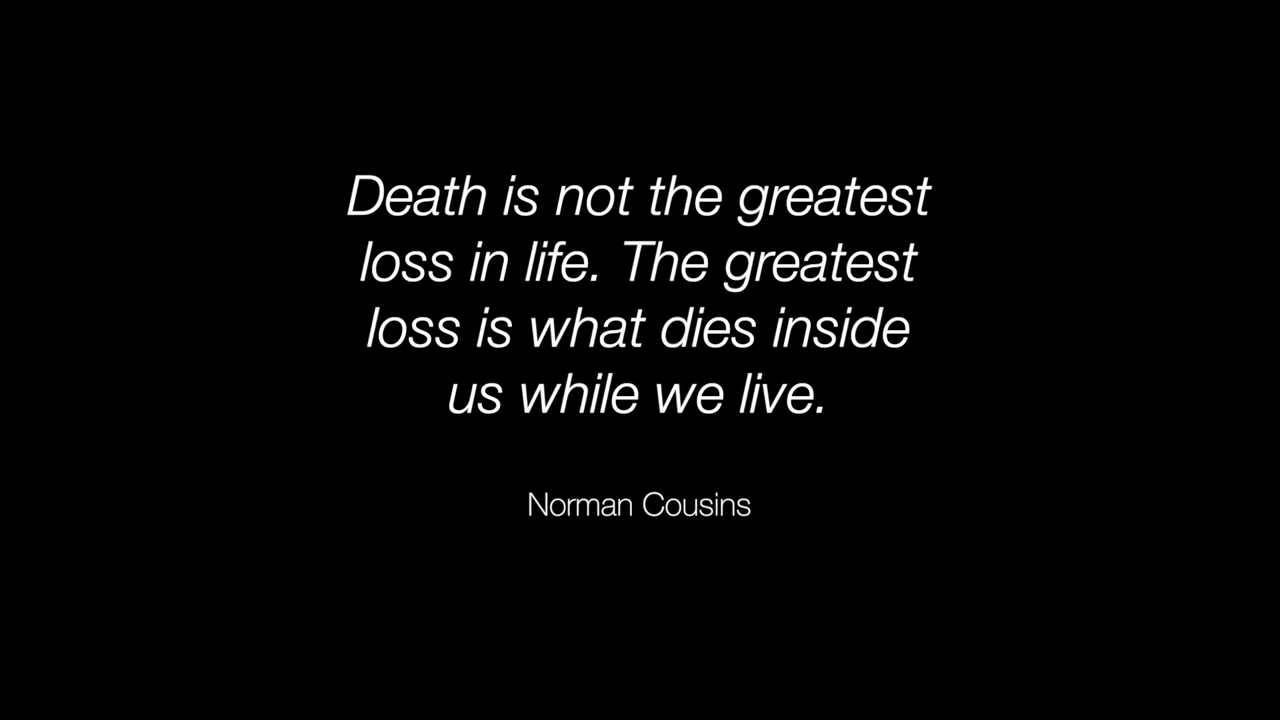 Death is not the greatest
loss in life. The greatest
loss is what dies inside
us while we live.
Norman Cousins